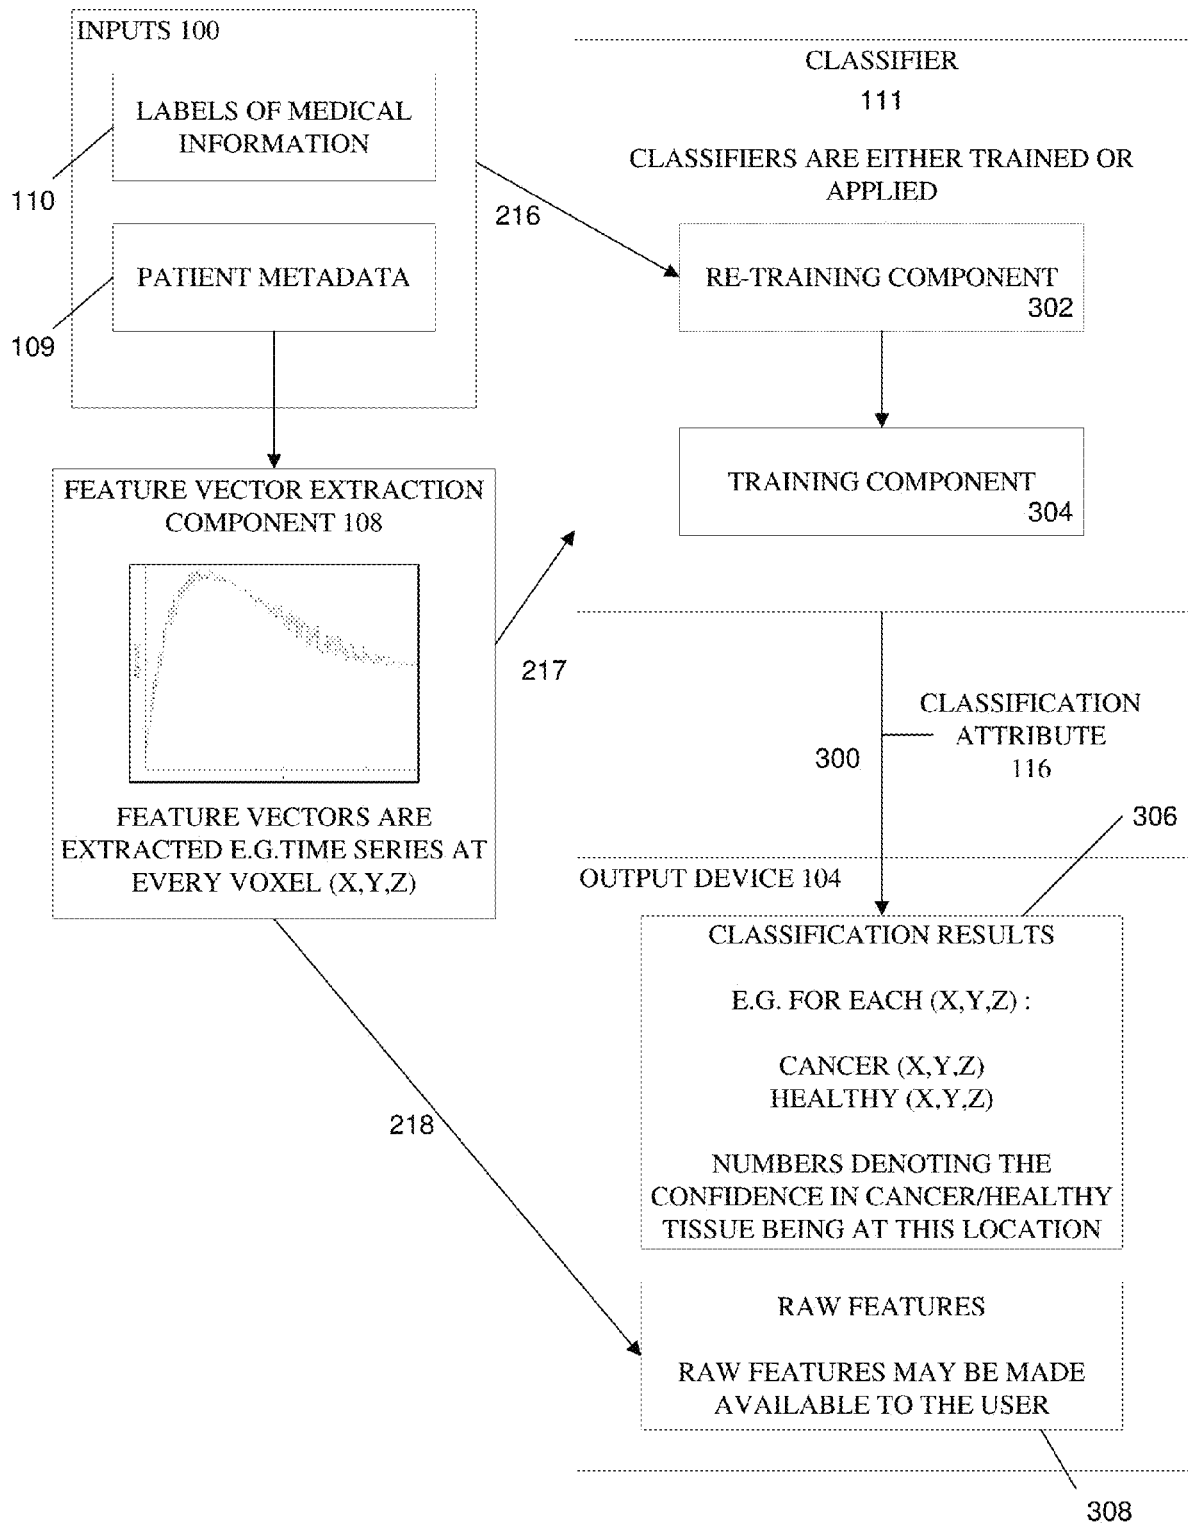 INPUTS 100
LABELS OF MEDICAL
INFORMATION
110
PATIENT METADATA
109
216
CLASSIFIER
111
CLASSIFIERS ARE EITHER TRAINED OR
APPLIED
RE-TRAINING COMPONENT
302
TRAINING COMPONENT
304
FEATURE VECTOR EXTRACTION
COMPONENT 108
FEATURE VECTORS ARE
EXTRACTED E.G.TIME SERIES AT
EVERY VOXEL (X,Y,Z)
217
300
CLASSIFICATION
ATTRIBUTE
116
306
OUTPUT DEVICE 104
CLASSIFICATION RESULTS
E.G. FOR EACH (X,Y,Z) :
CANCER (X,Y,Z)
HEALTHY (X,Y,Z)
NUMBERS DENOTING THE
CONFIDENCE IN CANCER/HEALTHY
TISSUE BEING AT THIS LOCATION
218
RAW FEATURES
RAW FEATURES MAY BE MADE
AVAILABLE TO THE USER
308